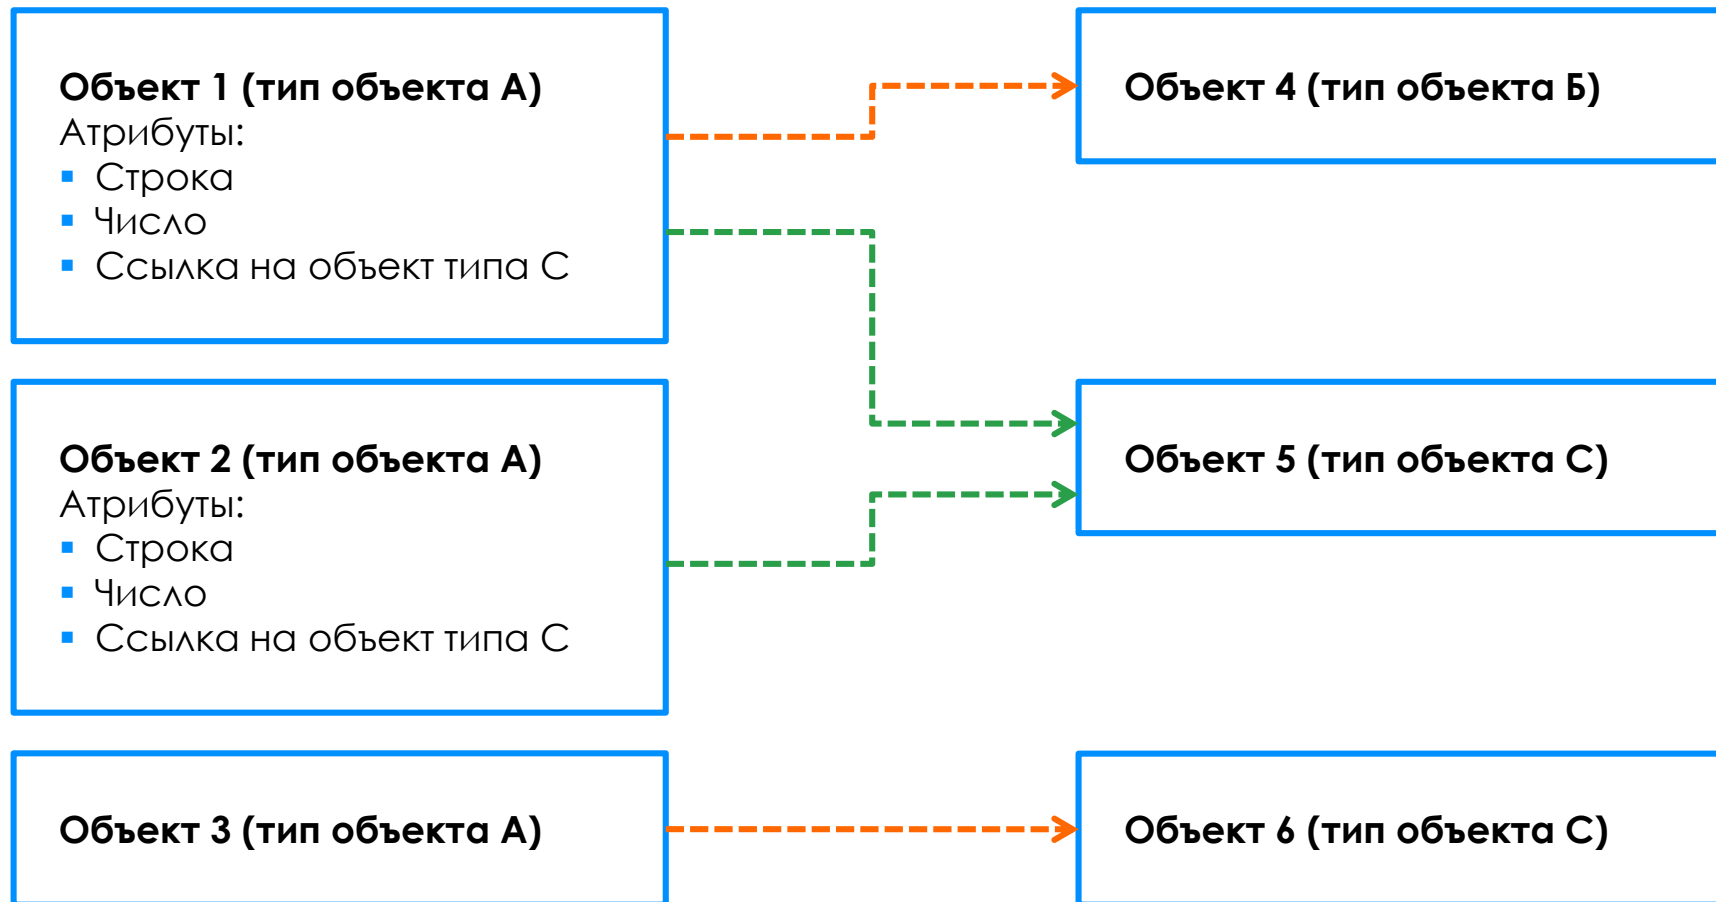 Объект 1 (тип объекта А)
Атрибуты:
▪ Строка
▪ Число
▪ Ссылка на объект типа С
Объект 4 (тип объекта Б)
Объект 2 (тип объекта А)
Атрибуты:
▪ Строка
▪ Число
▪ Ссылка на объект типа С
Объект 5 (тип объекта С)
Объект 3 (тип объекта А)
Объект 6 (тип объекта С)